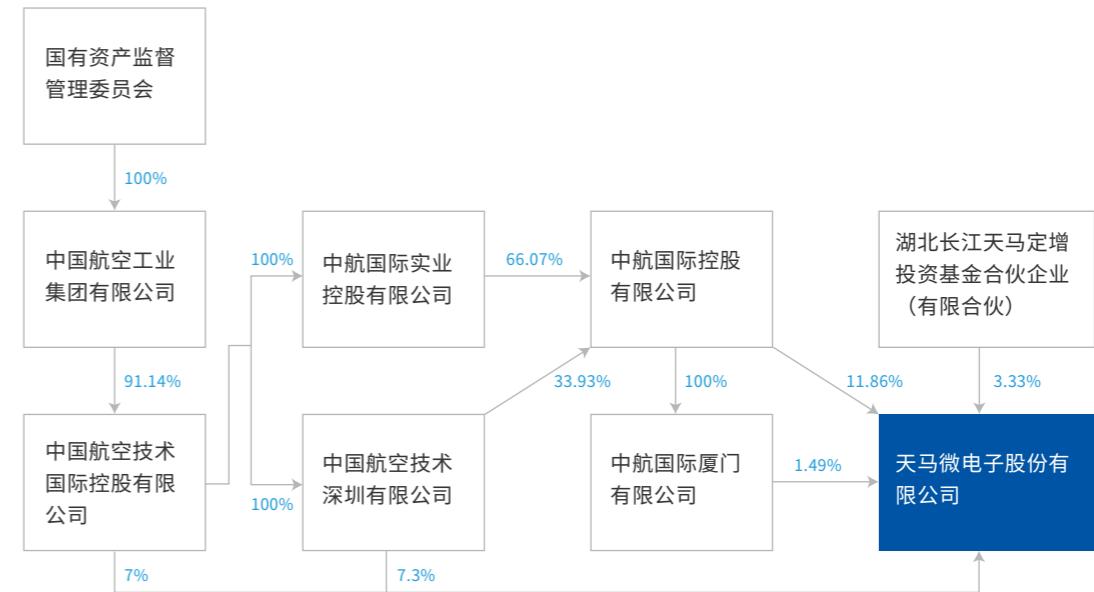 国有资产监督
管理委员会
100%
中国航空工业
集团有限公司
100%
中航国际实业
控股有限公司
66.07%
中航国际控股
有限公司
湖北长江天马定增
投资基金合伙企业
（有限合伙）
91.14%
33.93%
100%
11.86%
3.33%
中国航空技术
国际控股有限
公司
100%
中国航空技术
深圳有限公司
中航国际厦门
有限公司
1.49%
天马微电子股份有
限公司
7%
7.3%